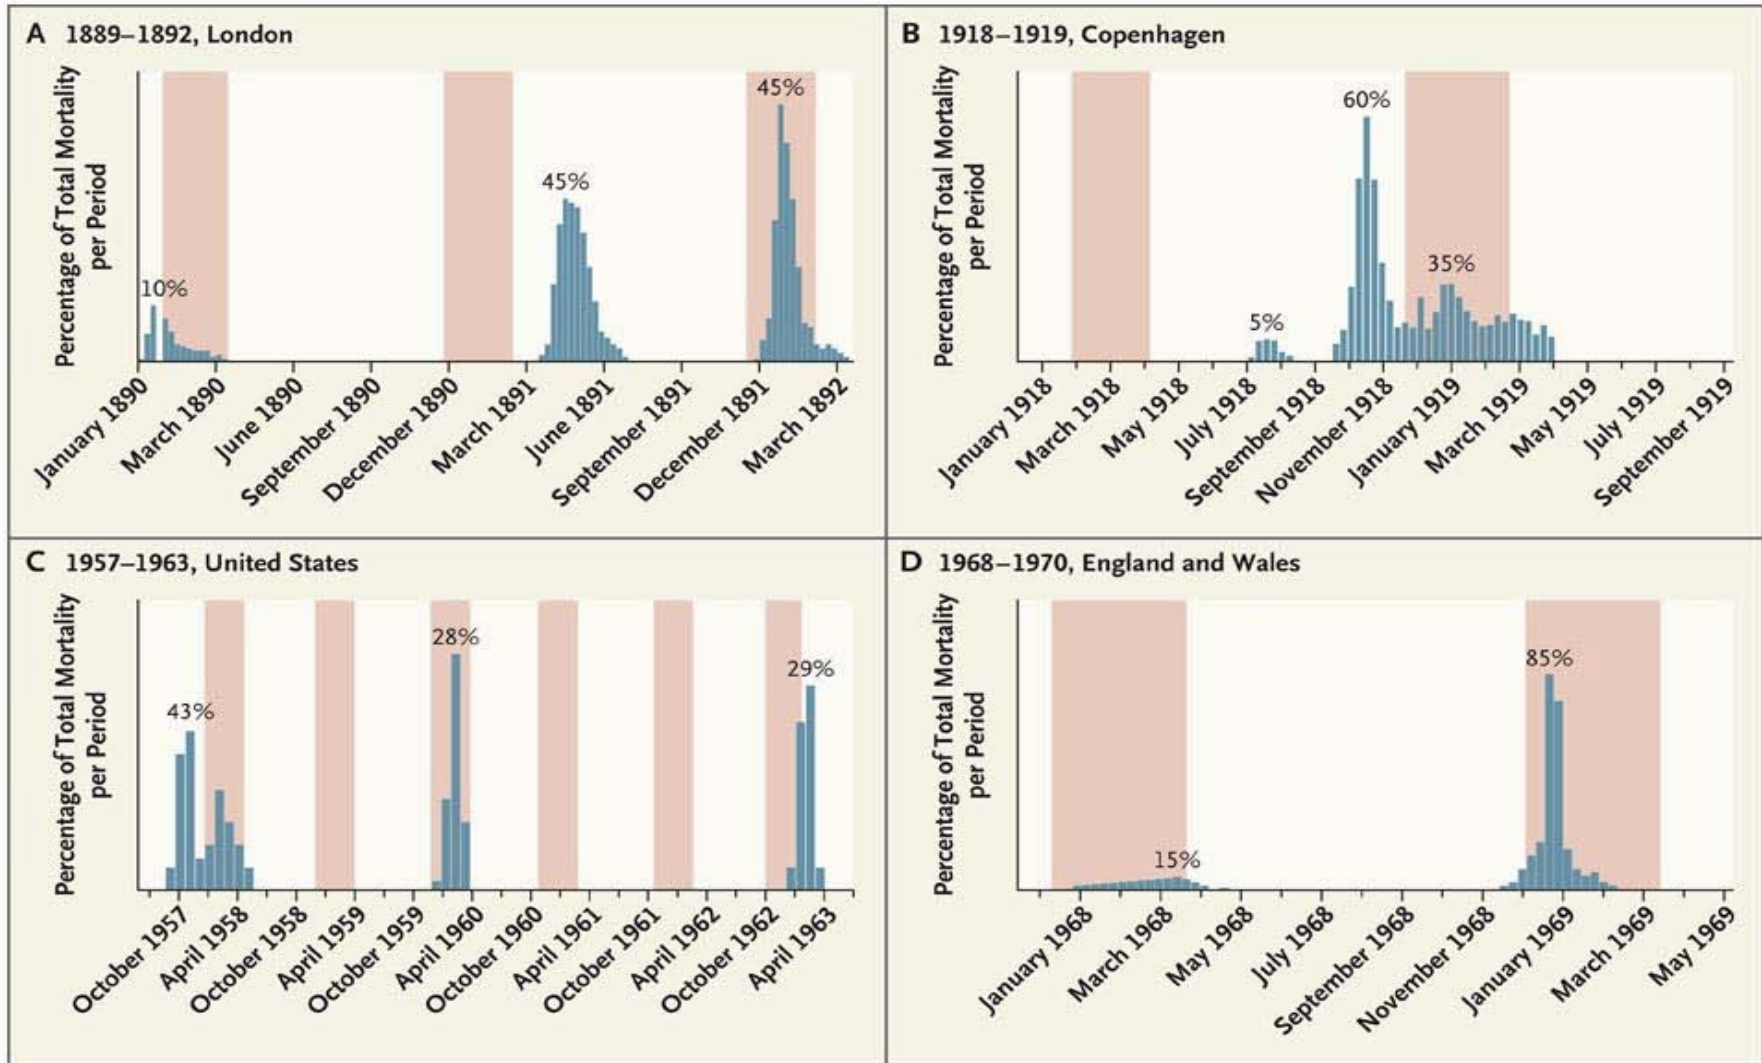 A 1889–1892, London
Percentage of Total Mortality
per Period
10%
45%
45%
January 1890
March 1890
June 1890
September 1890
December 1890
March 1891
June 1891
September 1891
December 1891
March 1892
B 1918–1919, Copenhagen
Percentage of Total Mortality
per Period
5%
60%
35%
January 1918
March 1918
May 1918
July 1918
September 1918
November 1918
January 1919
March 1919
May 1919
July 1919
September 1919
C 1957–1963, United States
Percentage of Total Mortality
per Period
43%
28%
29%
October 1957
April 1958
October 1958
April 1959
October 1959
April 1960
October 1960
April 1961
October 1961
April 1962
October 1962
April 1963
D 1968–1970, England and Wales
Percentage of Total Mortality
per Period
15%
85%
January 1968
March 1968
May 1968
July 1968
September 1968
November 1968
January 1969
March 1969
May 1969